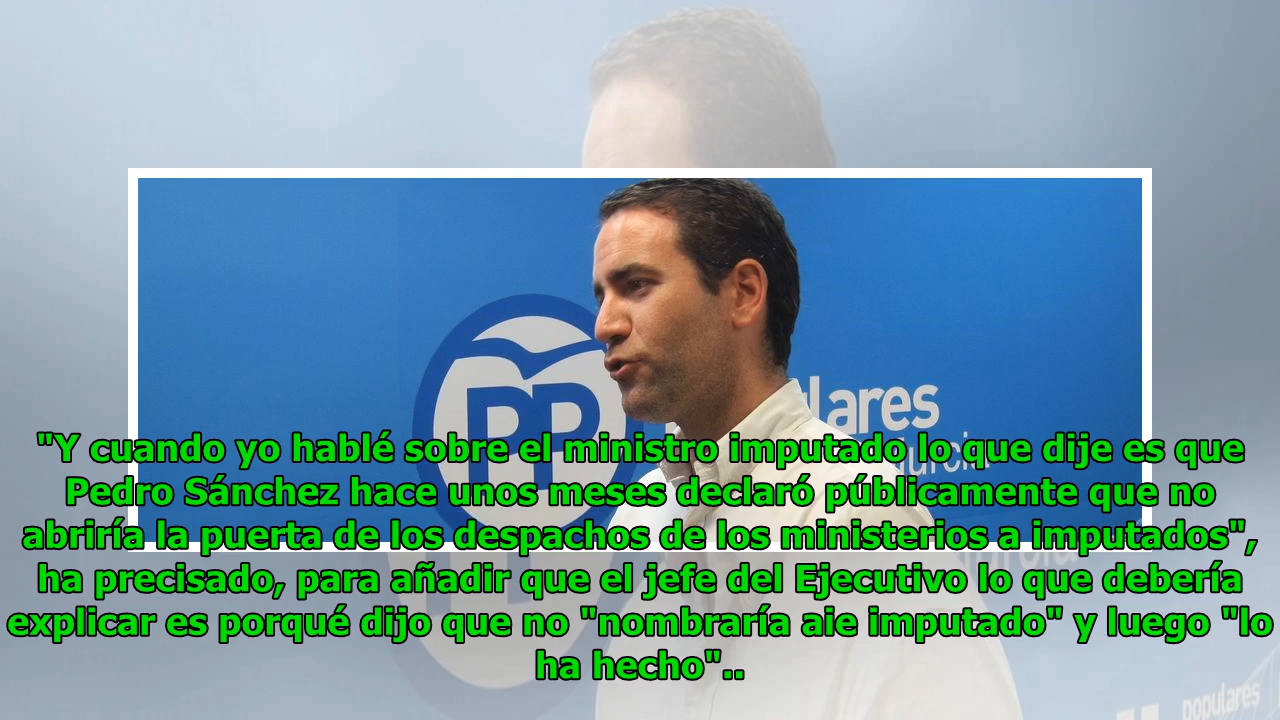 PP
populares
"Y cuando yo hablé sobre el ministro imputado lo que dije es que
Pedro Sánchez hace unos meses declaró públicamente que no
abriría la puerta de los despachos de los ministerios a imputados",
ha precisado, para añadir que el jefe del Ejecutivo lo que debería
explicar es porqué dijo que no "nombraría aie imputado" y luego "lo
ha hecho"..
populares